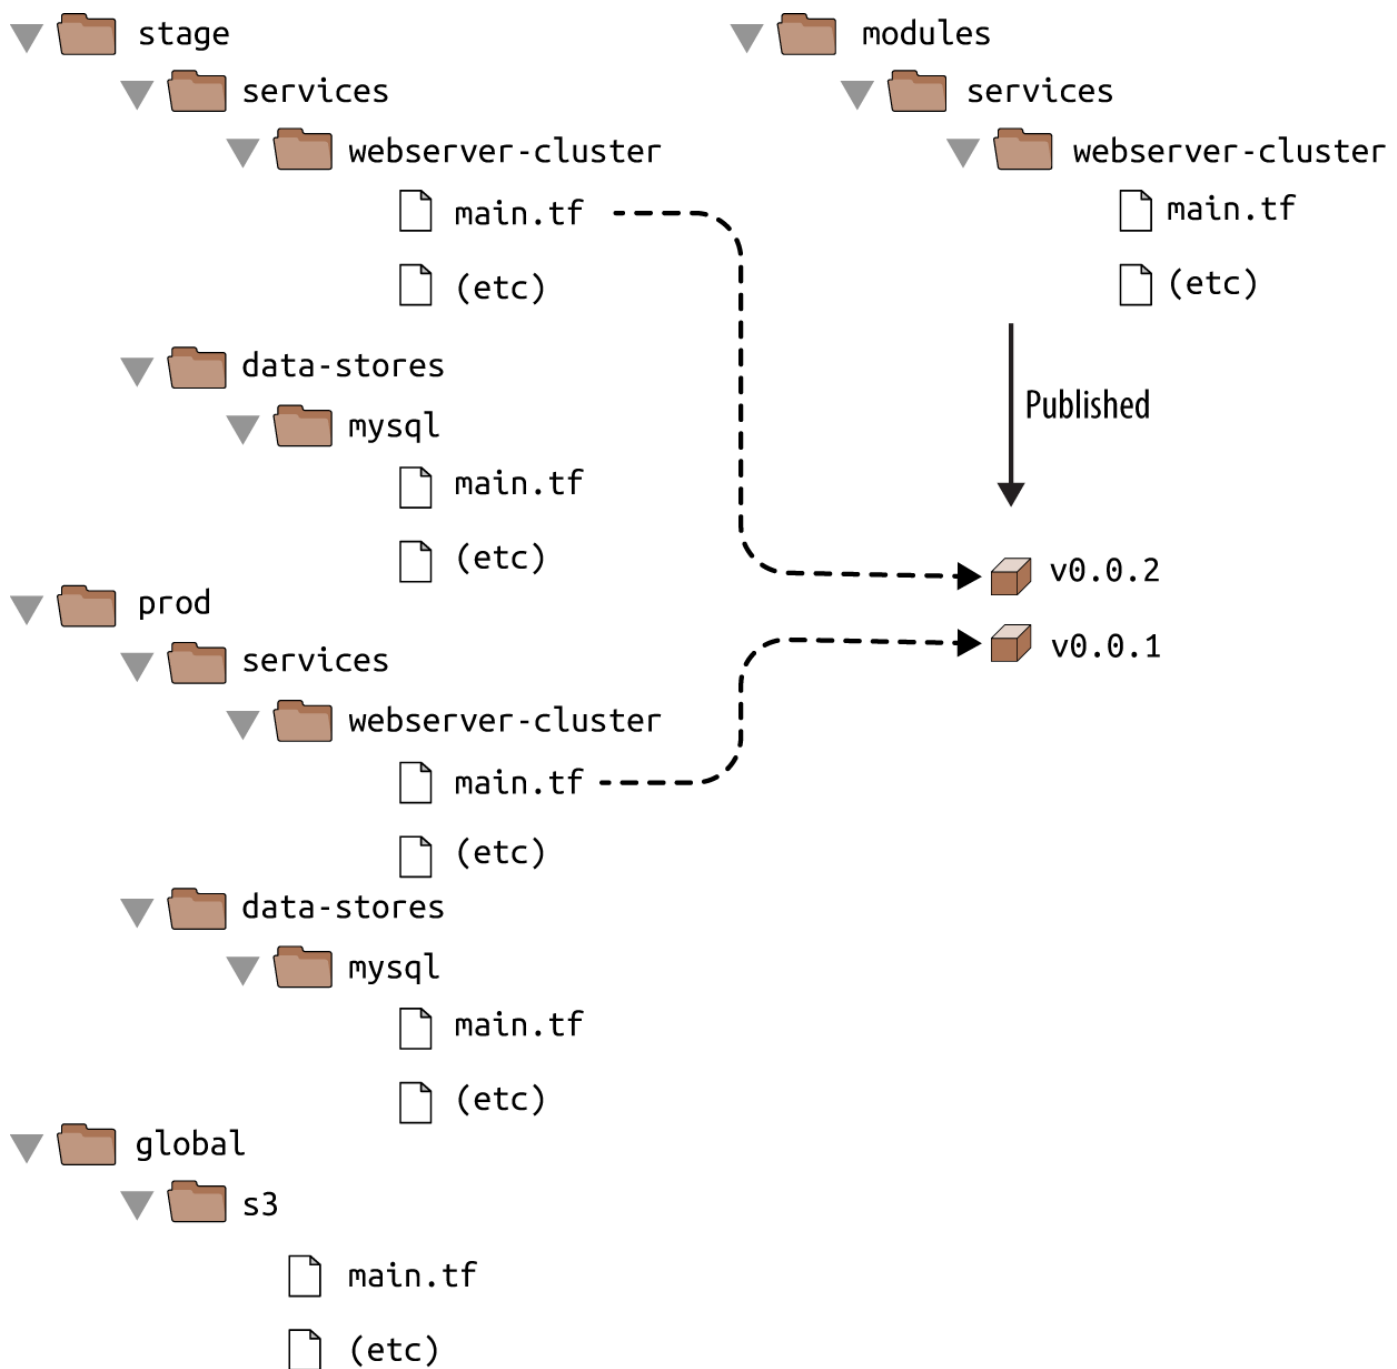 stage
services
webserver-cluster
main.tf
(etc)
data-stores
mysql
main.tf
(etc)
prod
services
webserver-cluster
main.tf
(etc)
data-stores
mysql
main.tf
(etc)
global
s3
main.tf
(etc)
modules
services
webserver-cluster
main.tf
(etc)
Published
v0.0.2
v0.0.1